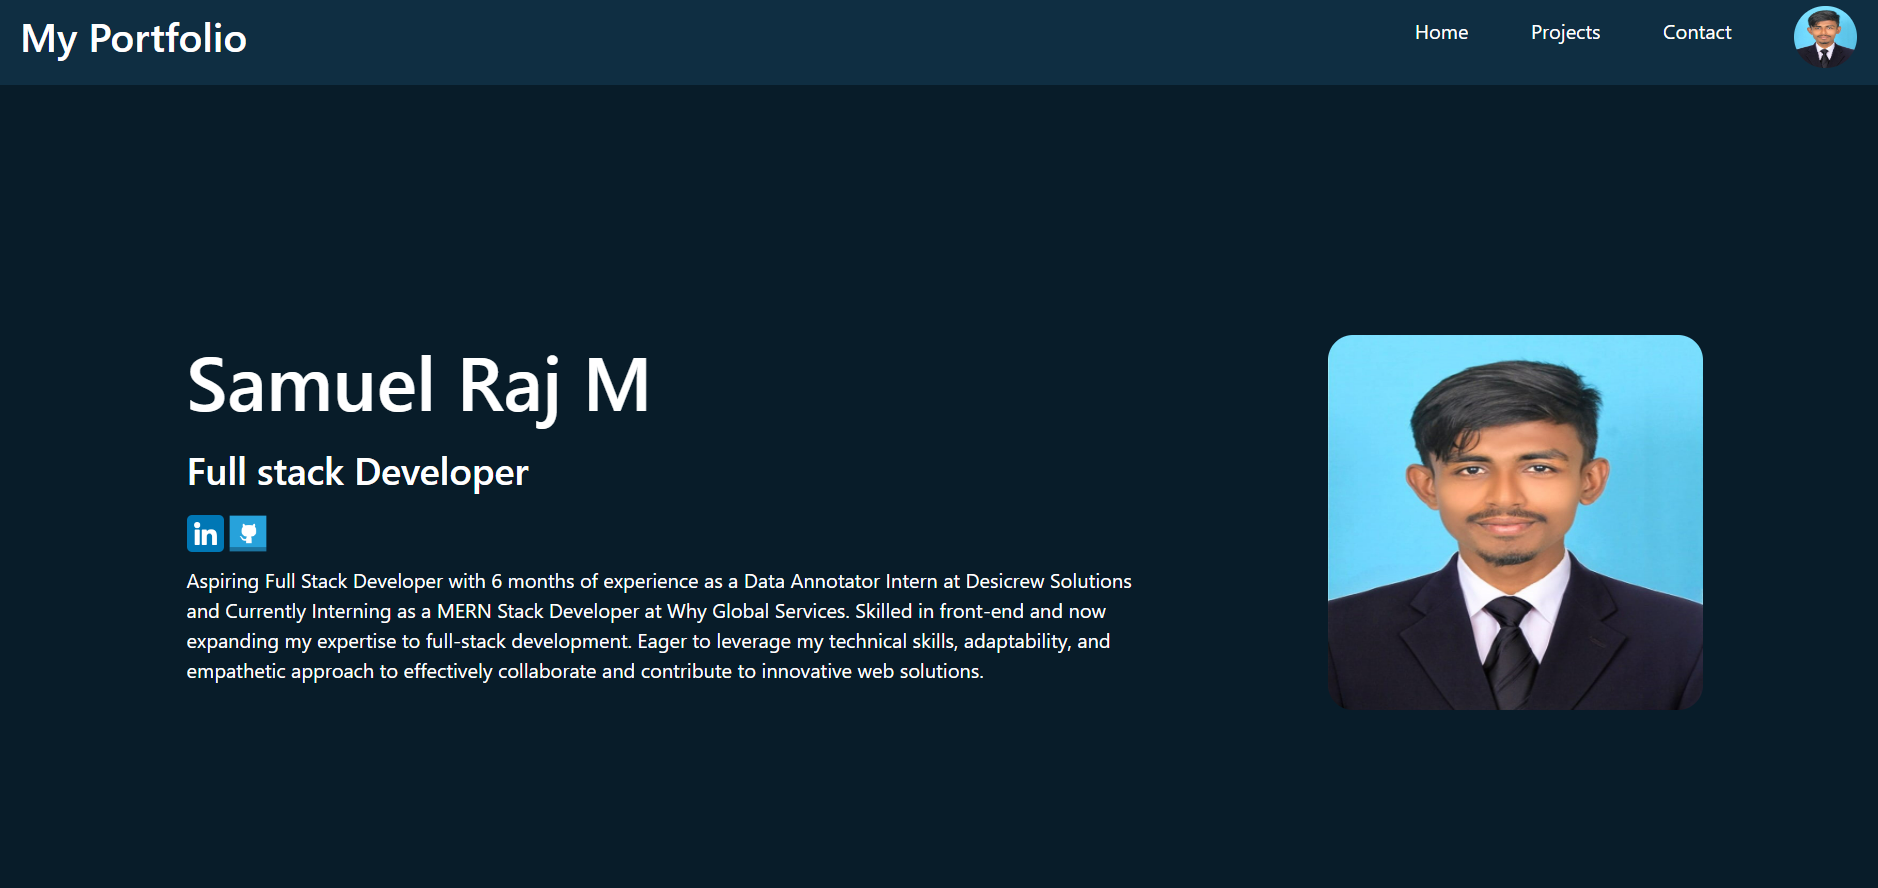 My Portfolio
Home Projects Contact
Samuel Raj M
Full stack Developer
in
Aspiring Full Stack Developer with 6 months of experience as a Data Annotator Intern at Desicrew Solutions
and Currently Interning as a MERN Stack Developer at Why Global Services. Skilled in front-end and now
expanding my expertise to full-stack development. Eager to leverage my technical skills, adaptability, and
empathetic approach to effectively collaborate and contribute to innovative web solutions.